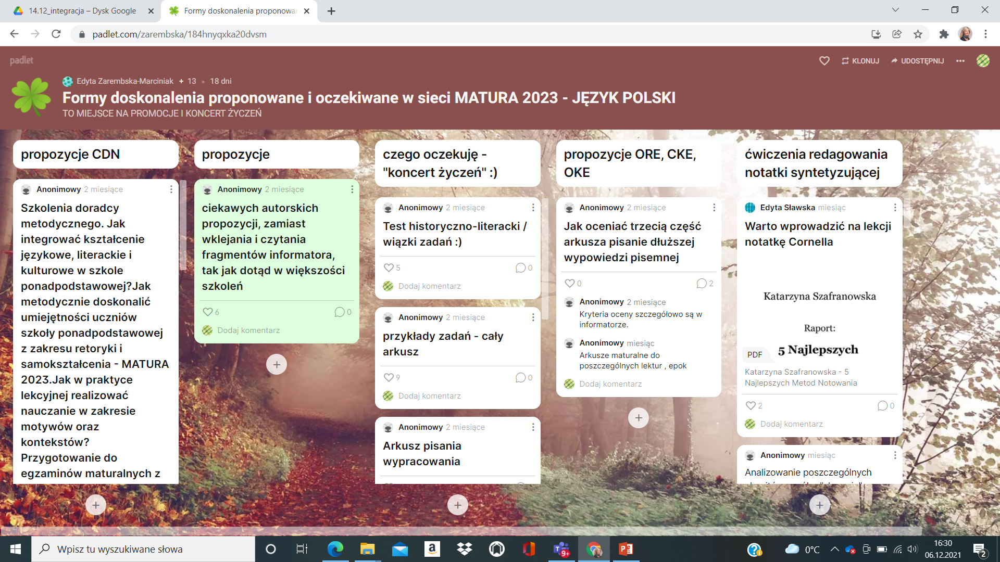 14.12_integracja – Dysk Google
Formy doskonalenia proponowan
padlet.com/zarembska/184hnyqxka20dvsm
padlet
KLONUJ
UDOSTĘPNIJ
Edyta Zarembska-Marciniak + 13 • 18 dni
Formy doskonalenia proponowane i oczekiwane w sieci MATURA 2023 - JĘZYK POLSKI
TO MIEJSCE NA PROMOCJE I KONCERT ŻYCZEŃ
propozycje CDN
Anonimowy 2 miesiące
Szkolenia doradcy
metodycznego. Jak
integrować kształcenie
językowe, literackie i
kulturowe w szkole
ponadpodstawowej?Jak
metodycznie doskonalić
umiejętności uczniów
szkoły ponadpodstawowej
z zakresu retoryki i
samokształcenia - MATURA
2023.Jak w praktyce
lekcyjnej realizować
nauczanie w zakresie
motywów oraz
kontekstów?
Przygotowanie do
egzaminów maturalnych z
propozycje
Anonimowy 2 miesiące
ciekawych autorskich
propozycji, zamiast
wklejania i czytania
fragmentów informatora,
tak jak dotąd w większości
szkoleń
6
0
Dodaj komentarz
czego oczekuję -
"koncert życzeń" :)
Anonimowy 2 miesiące
Test historyczno-literacki /
wiązki zadań :)
5
0
Dodaj komentarz
Anonimowy 2 miesiące
przykłady zadań - cały
arkusz
9
0
Dodaj komentarz
Anonimowy 2 miesiące
Arkusz pisania
wypracowania
propozycje ORE, CKE,
OKE
Anonimowy 2 miesiące
Jak oceniać trzecią część
arkusza pisanie dłuższej
wypowiedzi pisemnej
0
2
Anonimowy 2 miesiące
Kryteria oceny szczegółowo są w
informatorze.
Anonimowy miesiąc
Arkusze maturalne do
poszczególnych lektur , epok
Dodaj komentarz
ćwiczenia redagowania
notatki syntetyzującej
Edyta Sławska miesiąc
Warto wprowadzić na lekcji
notatkę Cornella
Katarzyna Szafranowska
Raport:
5 Najlepszych
PDF
Katarzyna Szafranowska - 5
Najlepszych Metod Notowania
2
0
Dodaj komentarz
Anonimowy miesiąc
Analizowanie poszczególnych
Wpisz tu wyszukiwane słowa
9+
0°C
16:30
06.12.2021
2